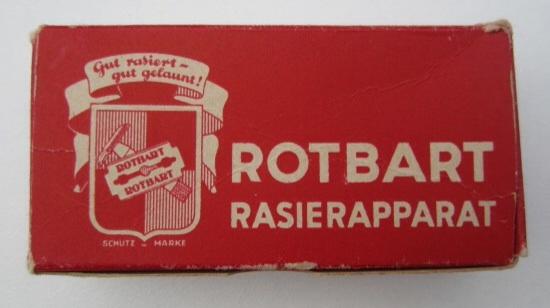 Gut rasiert –
gut gelaunt!
ROTBART
ROTBART
SCHUTZ – MARKE
ROTBART
RASIERAPPARAT